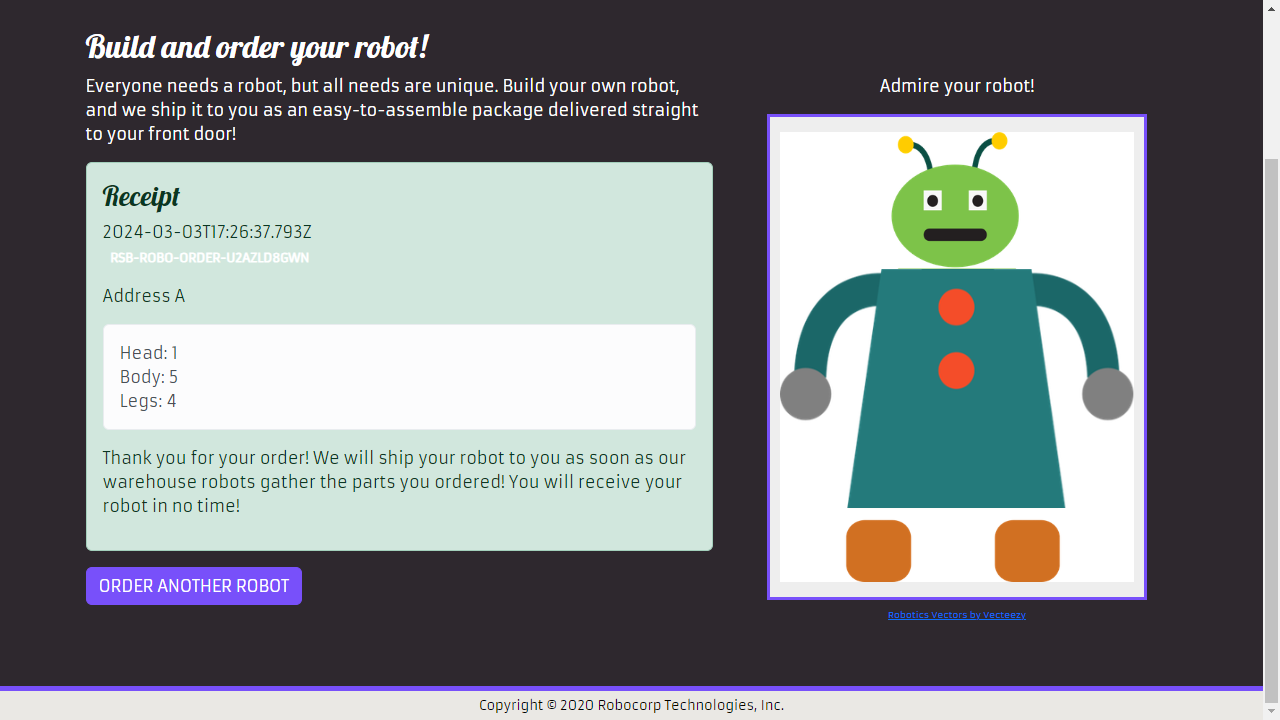 Build and order your robot!
Everyone needs a robot, but all needs are unique. Build your own robot,
and we ship it to you as an easy-to-assemble package delivered straight
to your front door!
Receipt
2024-03-03T17:26:37.793Z
RSB-ROBO-ORDER-U2AZLD8GWN
Address A
Head: 1
Body: 5
Legs: 4
Thank you for your order! We will ship your robot to you as soon as our
warehouse robots gather the parts you ordered! You will receive your
robot in no time!
ORDER ANOTHER ROBOT
Admire your robot!
Robotics Vectors by Vecteezy
Copyright © 2020 Robocorp Technologies, Inc.